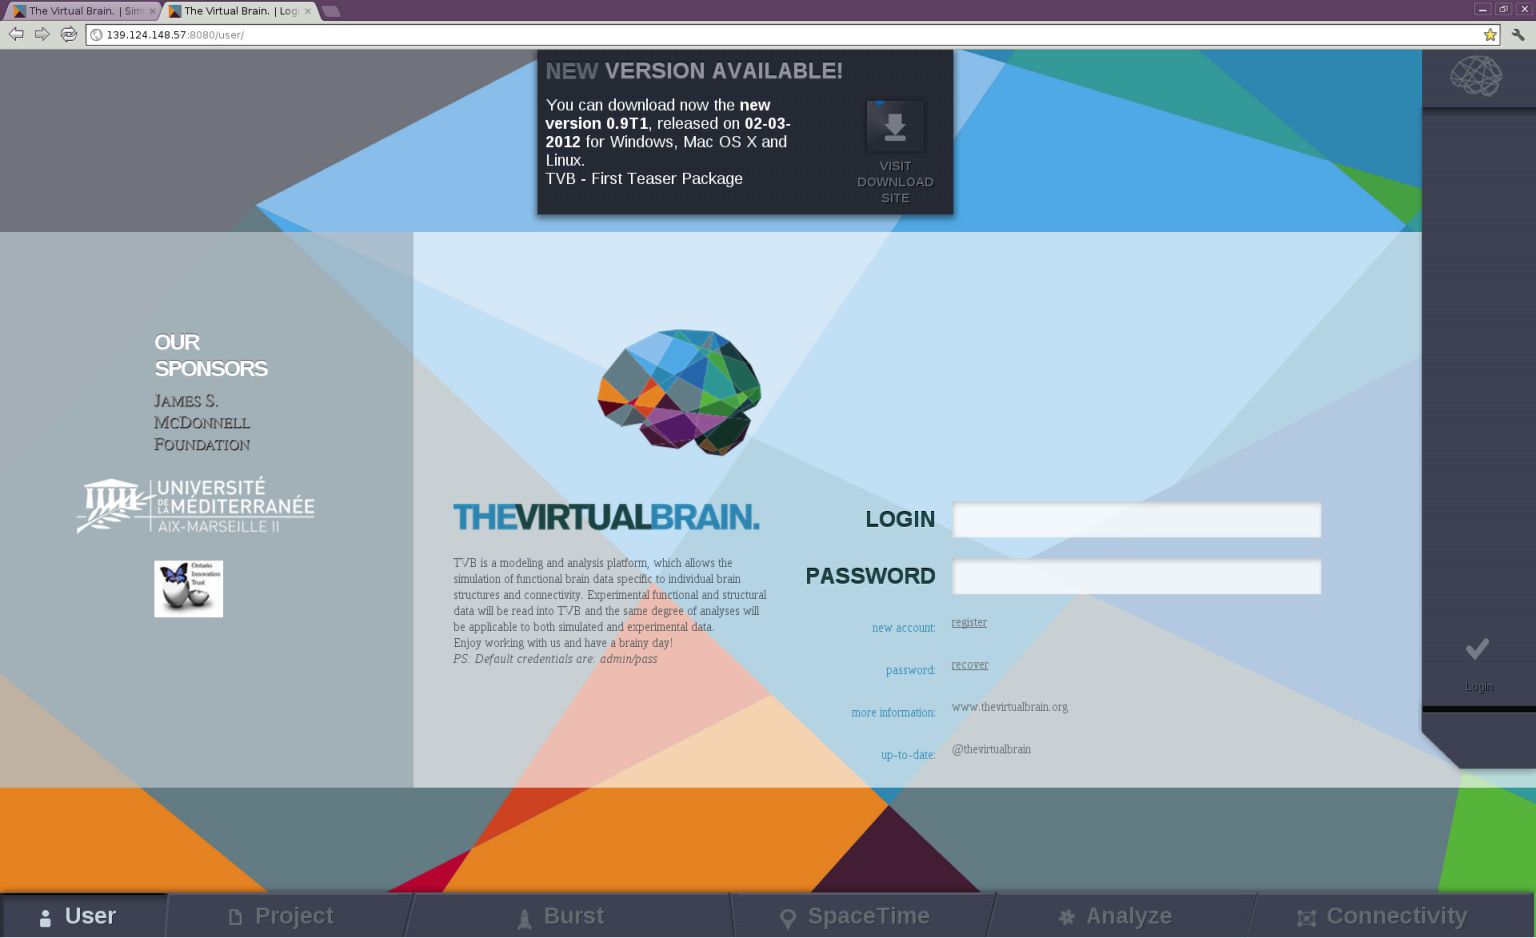 The Virtual Brain. | Sim
The Virtual Brain. | Log
139.124.148.57:8080/user/
NEW VERSION AVAILABLE!
You can download now the new
version 0.9T1, released on 02-03-
2012 for Windows, Mac OS X and
Linux.
TVB - First Teaser Package
VISIT
DOWNLOAD
SITE
OUR
SPONSORS
JAMES S.
MCDONNELL
FOUNDATION
UNIVERSITÉ
DE LA MÉDITERRANÉE
AIX-MARSEILLE II
Ontario
Innovation
Trust
THEVIRTUALBRAIN.
TVB is a modeling and analysis platform, which allows the
simulation of functional brain data specific to individual brain
structures and connectivity. Experimental functional and structural
data will be read into TVB and the same degree of analyses will
be applicable to both simulated and experimental data.
Enjoy working with us and have a brainy day!
PS: Default credentials are: admin/pass
LOGIN
PASSWORD
new account: register
password: recover
more information: www.thevirtualbrain.org
up-to-date: @thevirtualbrain
Login
User
Project
Burst
SpaceTime
Analyze
Connectivity